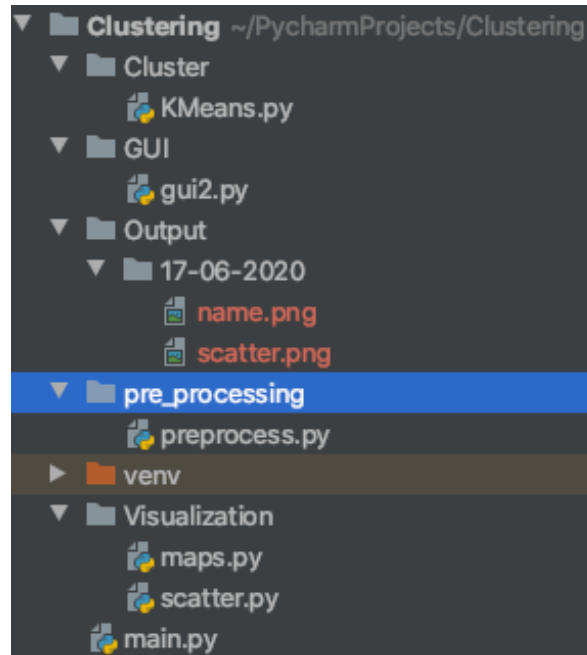 Clustering ~/PycharmProjects/Clustering
Cluster
KMeans.py
GUI
gui2.py
Output
17-06-2020
name.png
scatter.png
pre_processing
preprocess.py
venv
Visualization
maps.py
scatter.py
main.py